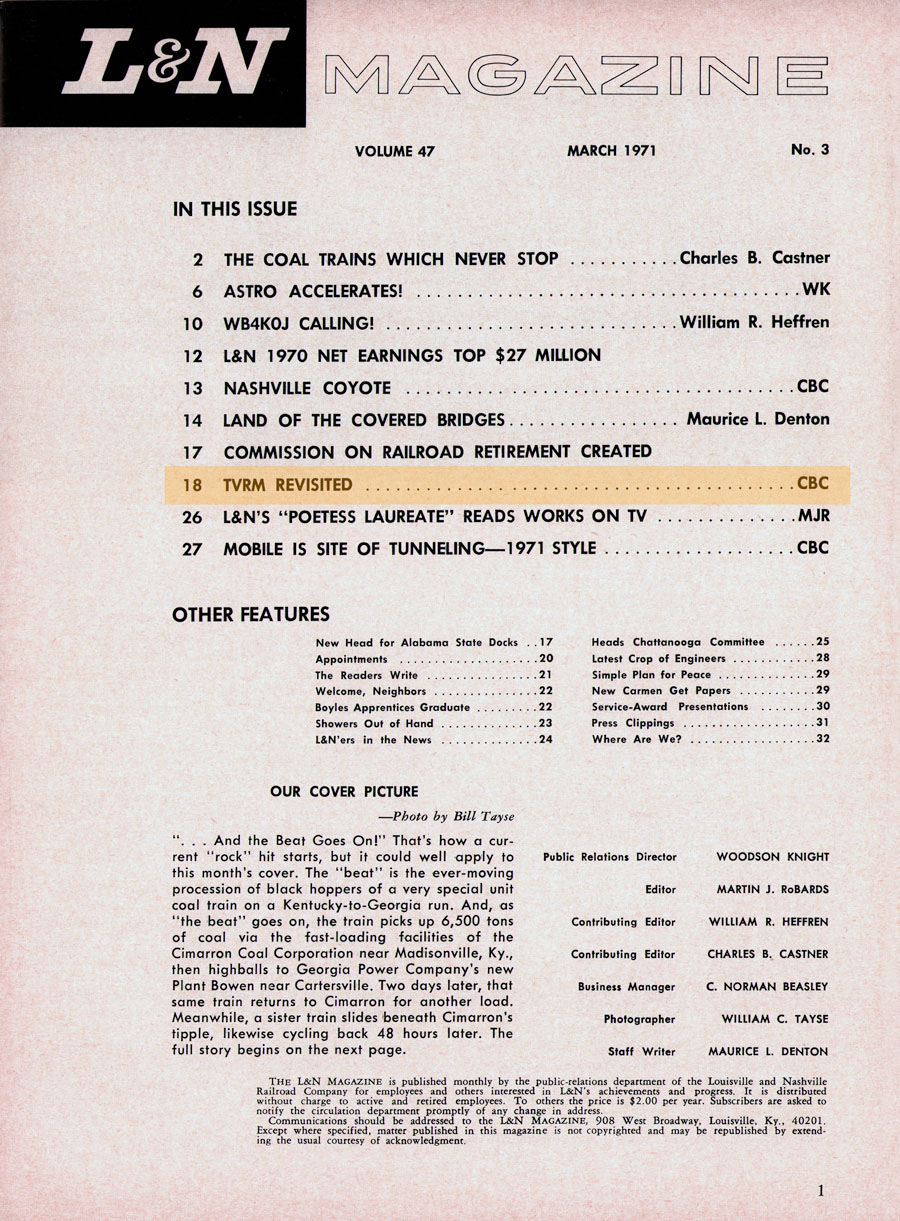 L&N MAGAZINE
VOLUME 47 MARCH 1971 No. 3
IN THIS ISSUE
2 THE COAL TRAINS WHICH NEVER STOP ........... Charles B. Castner
6 ASTRO ACCELERATES! ....................................... WK
10 WB4KOJ CALLING! ............................. William R. Heffren
12 L&N 1970 NET EARNINGS TOP $27 MILLION
13 NASHVILLE COYOTE ....................................... CBC
14 LAND OF THE COVERED BRIDGES ................. Maurice L. Denton
17 COMMISSION ON RAILROAD RETIREMENT CREATED
18 TVRM REVISITED ........................................... CBC
26 L&N'S "POETESS LAUREATE" READS WORKS ON TV .............. MJR
27 MOBILE IS SITE OF TUNNELING—1971 STYLE ................... CBC
OTHER FEATURES
New Head for Alabama State Docks .. 17
Appointments .................... 20
The Readers Write ................ 21
Welcome, Neighbors ............... 22
Boyles Apprentices Graduate ......... 22
Showers Out of Hand .............. 23
L&N'ers in the News .............. 24
Heads Chattanooga Committee ...... 25
Latest Crop of Engineers ............ 28
Simple Plan for Peace .............. 29
New Carmen Get Papers ........... 29
Service-Award Presentations ........ 30
Press Clippings ................... 31
Where Are We? .................. 32
OUR COVER PICTURE
—Photo by Bill Tayse
". . . And the Beat Goes On!" That's how a cur-
rent "rock" hit starts, but it could well apply to
this month's cover. The "beat" is the ever-moving
procession of black hoppers of a very special unit
coal train on a Kentucky-to-Georgia run. And, as
"the beat" goes on, the train picks up 6,500 tons
of coal via the fast-loading facilities of the
Cimarron Coal Corporation near Madisonville, Ky.,
then highballs to Georgia Power Company's new
Plant Bowen near Cartersville. Two days later, that
same train returns to Cimarron for another load.
Meanwhile, a sister train slides beneath Cimarron's
tipple, likewise cycling back 48 hours later. The
full story begins on the next page.
Public Relations Director WOODSON KNIGHT
Editor MARTIN J. RoBARDS
Contributing Editor WILLIAM R. HEFFREN
Contributing Editor CHARLES B. CASTNER
Business Manager C. NORMAN BEASLEY
Photographer WILLIAM C. TAYSE
Staff Writer MAURICE L. DENTON
THE L&N MAGAZINE is published monthly by the public-relations department of the Louisville and Nashville
Railroad Company for employees and others interested in L&N's achievements and progress. It is distributed
without charge to active and retired employees. To others the price is $2.00 per year. Subscribers are asked to
notify the circulation department promptly of any change in address.
Communications should be addressed to the L&N MAGAZINE, 908 West Broadway, Louisville, Ky., 40201.
Except where specified, matter published in this magazine is not copyrighted and may be republished by extend-
ing the usual courtesy of acknowledgment.
1